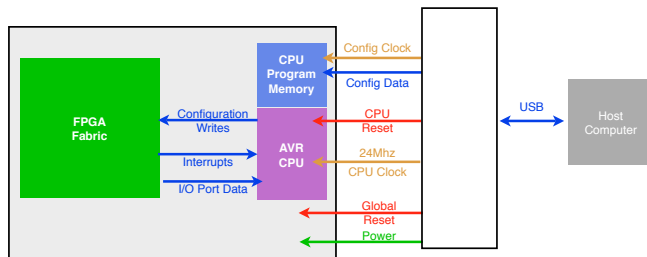 FPGA
Fabric
CPU
Program
Memory
AVR
CPU
Configuration
Writes
Interrupts
I/O Port Data
Config Clock
Config Data
CPU
Reset
24Mhz
CPU Clock
Global
Reset
Power
USB
Host
Computer